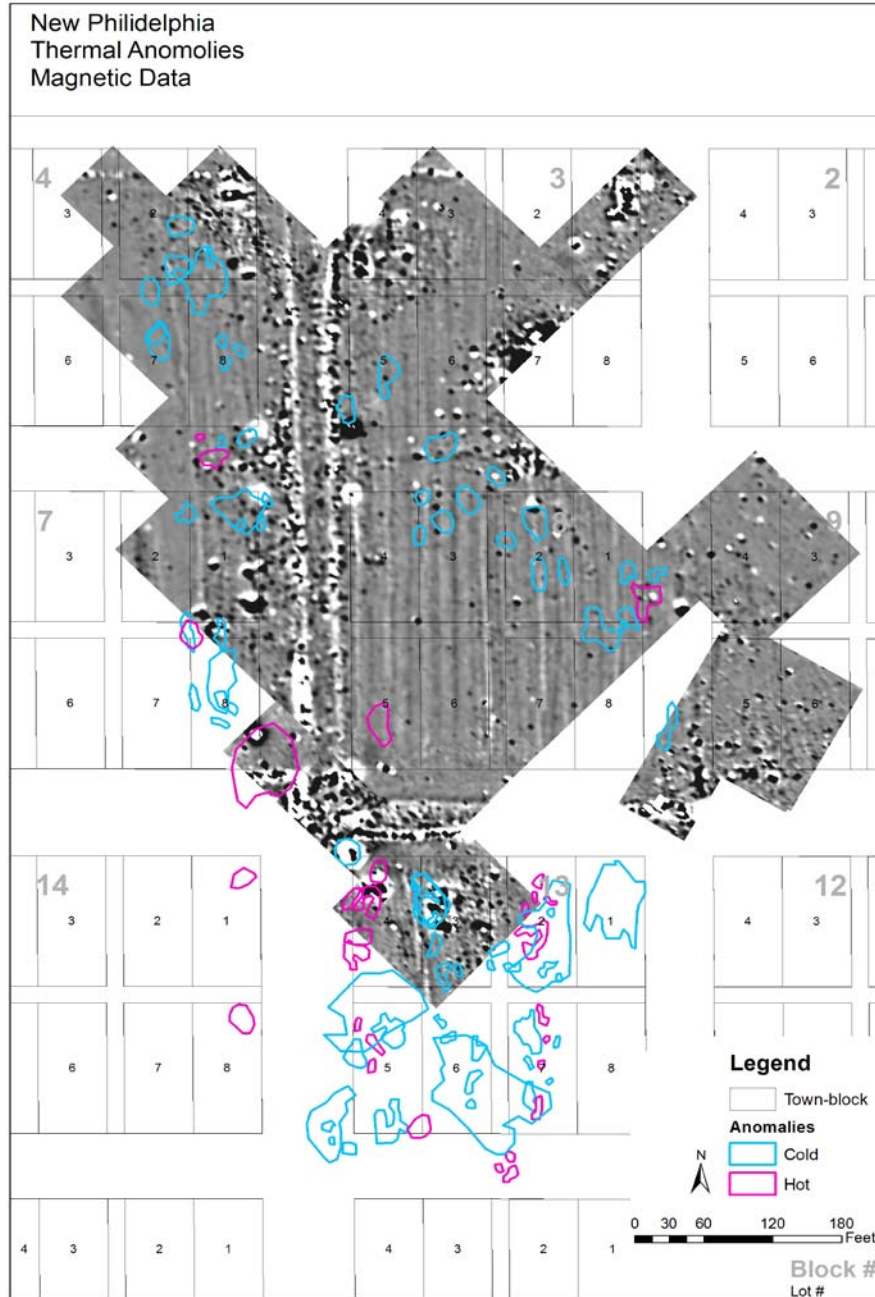 New Philidelphia
Thermal Anomolies
Magnetic Data
4 3 2
3 2 1 4 3 2 4 3
6 7 8 5 6 7 8 5 6
7 9
3 2 1 4 3 2 1 4 3
6 7 8 5 6 7 8 5 6
14 13 12
3 2 1 4 3 2 1 4 3
6 7 8 5 6 7 8
Legend
Town-block
Anomalies
Cold
Hot
N
0 30 60 120 180
Feet
4 3 2 1 4 3 2 1
Block #
Lot #